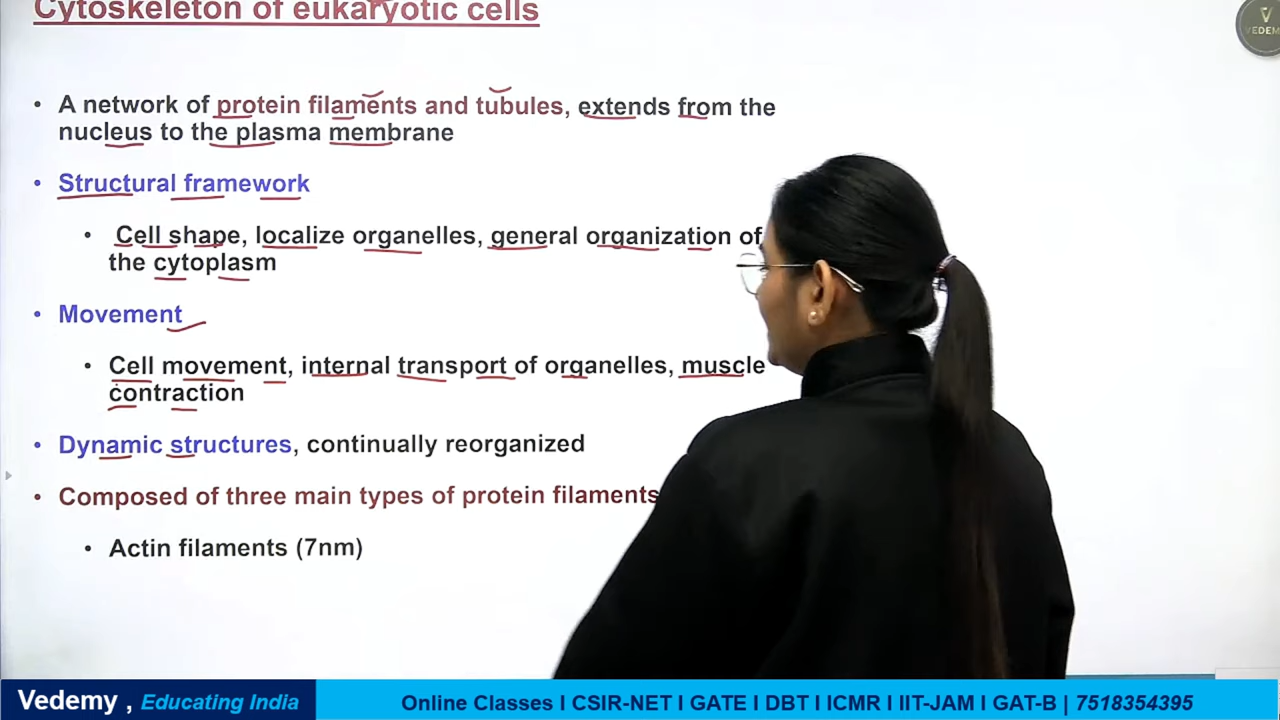 Cytoskeleton of eukaryotic cells
V
VEDEM
• A network of protein filaments and tubules, extends from the
nucleus to the plasma membrane
• Structural framework
• Cell shape, localize organelles, general organization of
the cytoplasm
• Movement
• Cell movement, internal transport of organelles, muscle
contraction
• Dynamic structures, continually reorganized
• Composed of three main types of protein filaments
• Actin filaments (7nm)
Vedemy , Educating India
Online Classes I CSIR-NET I GATE I DBT I ICMR I IIT-JAM I GAT-B I 7518354395